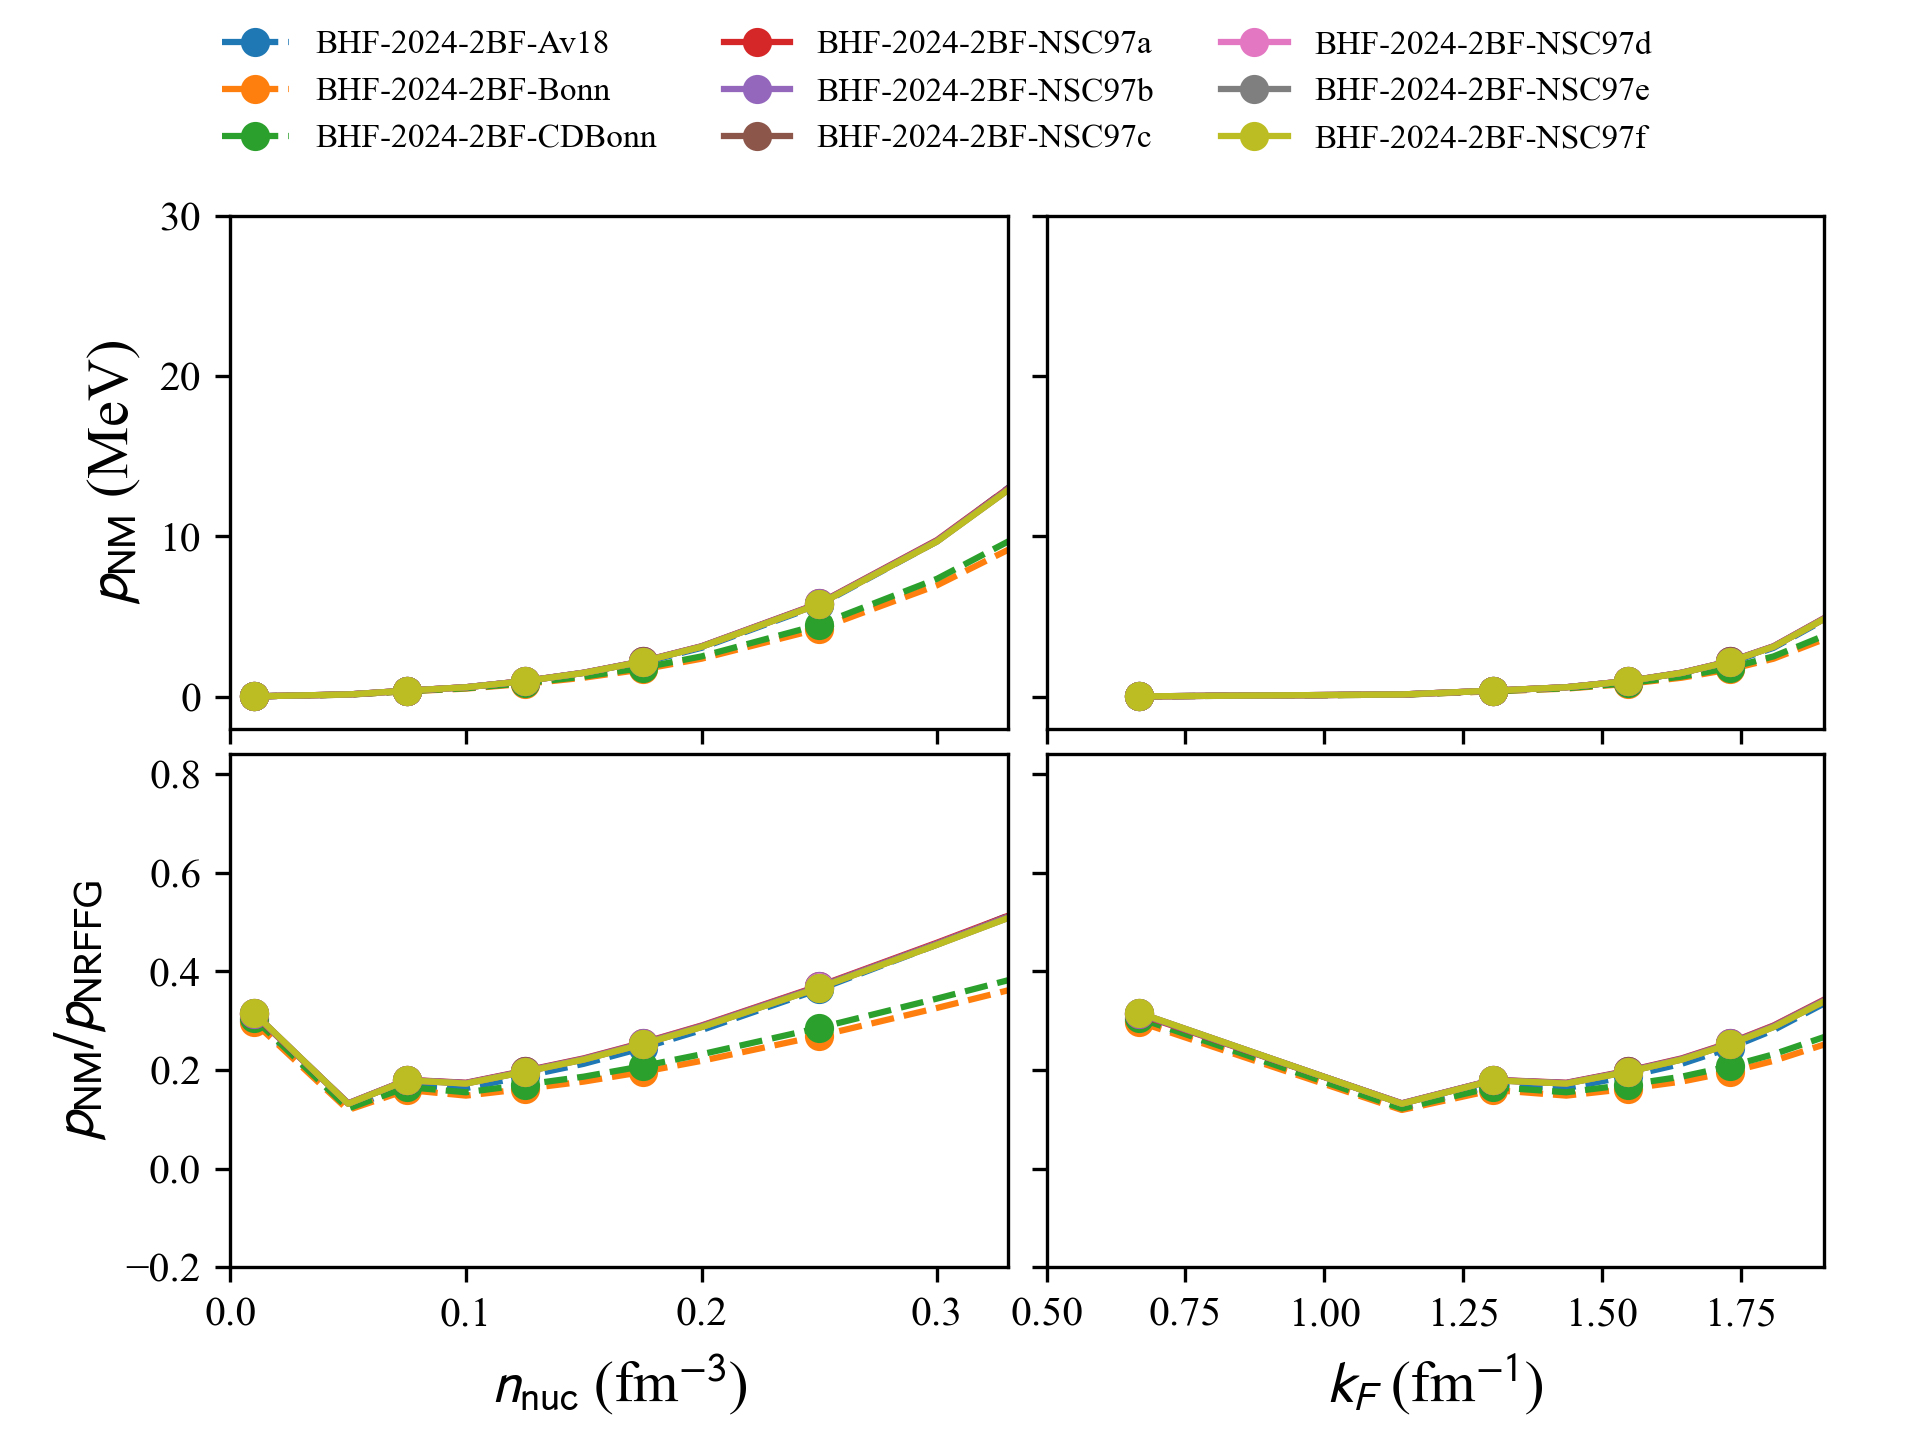 BHF-2024-2BF-Av18
BHF-2024-2BF-Bonn
BHF-2024-2BF-CDBonn
BHF-2024-2BF-NSC97a
BHF-2024-2BF-NSC97b
BHF-2024-2BF-NSC97c
BHF-2024-2BF-NSC97d
BHF-2024-2BF-NSC97e
BHF-2024-2BF-NSC97f
p_NM (MeV)
30
20
10
0
p_NM/p_NRFFG
0.8
0.6
0.4
0.2
0.0
−0.2
0.0 0.1 0.2 0.3
n_nuc (fm⁻³)
0.50 0.75 1.00 1.25 1.50 1.75
k_F (fm⁻¹)